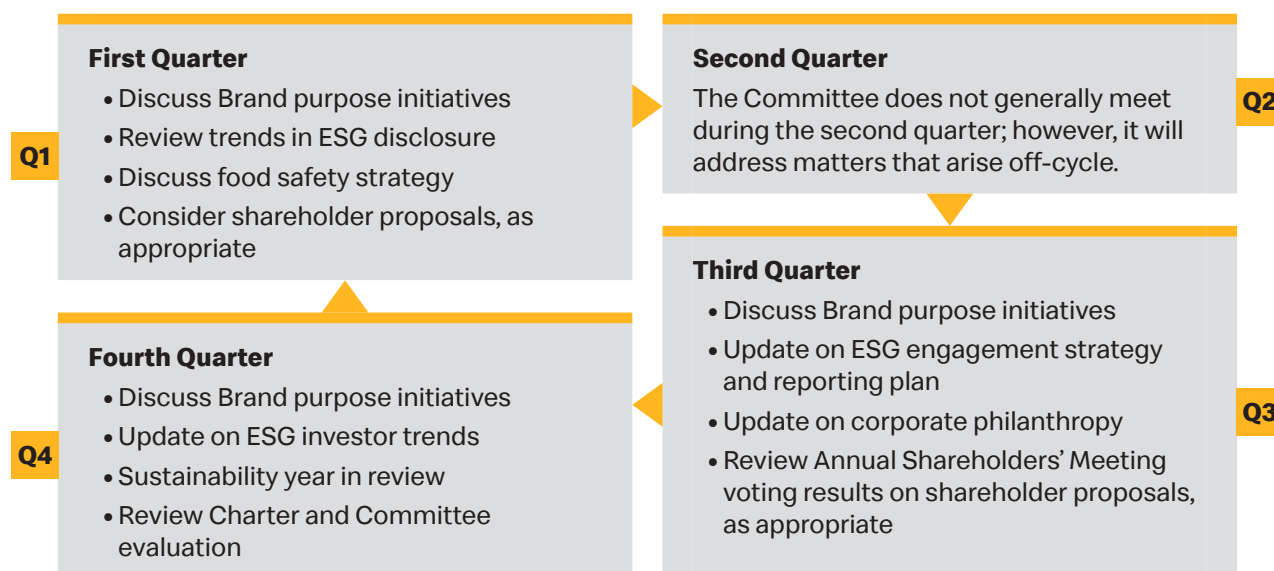 Q1
First Quarter
• Discuss Brand purpose initiatives
• Review trends in ESG disclosure
• Discuss food safety strategy
• Consider shareholder proposals, as
appropriate
Q2
Second Quarter
The Committee does not generally meet
during the second quarter; however, it will
address matters that arise off-cycle.
Q3
Third Quarter
• Discuss Brand purpose initiatives
• Update on ESG engagement strategy
and reporting plan
• Update on corporate philanthropy
• Review Annual Shareholders’ Meeting
voting results on shareholder proposals,
as appropriate
Q4
Fourth Quarter
• Discuss Brand purpose initiatives
• Update on ESG investor trends
• Sustainability year in review
• Review Charter and Committee
evaluation